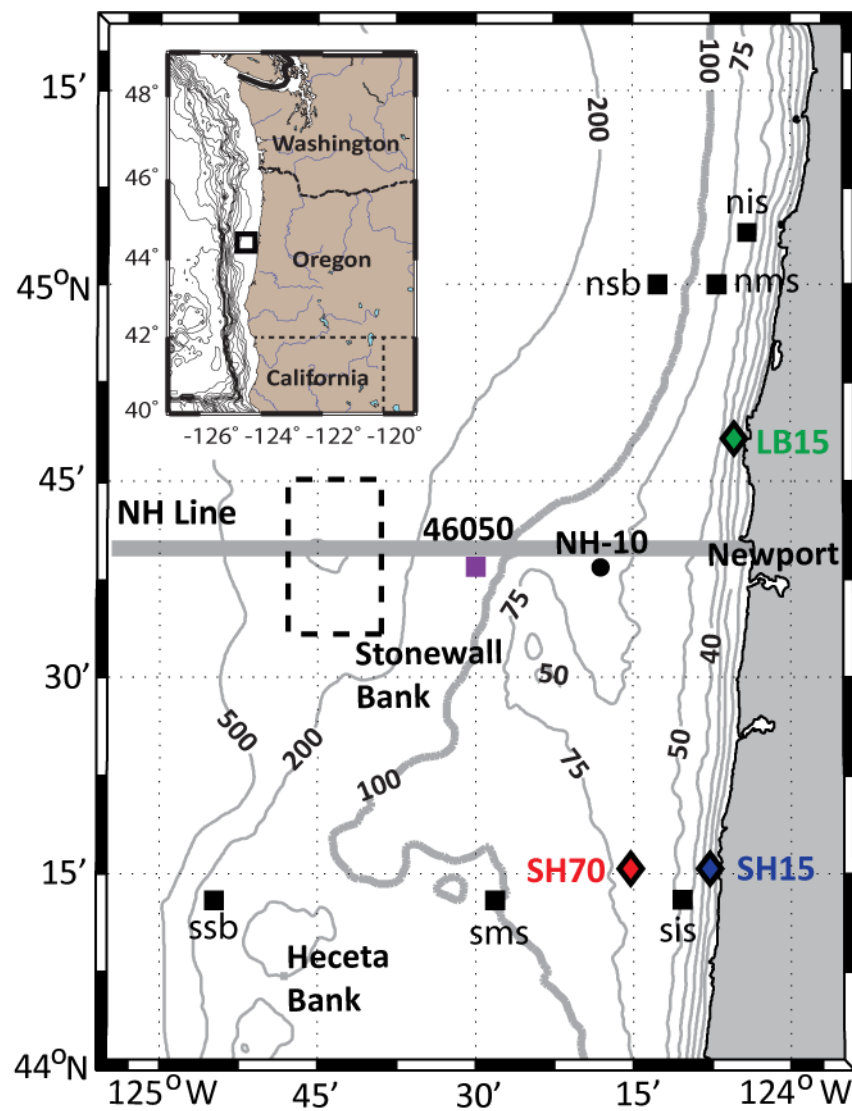 15′
45°N
45′
30′
15′
44°N
125°W
45′
30′
15′
124°W
48°
46°
44°
42°
40°
-126°
-124°
-122°
-120°
Washington
Oregon
California
200
100
75
nis
nsb
nms
LB15
NH Line
46050
NH-10
Newport
75
50
40
Stonewall
Bank
500
200
100
75
50
SH70
SH15
ssb
sms
sis
Heceta
Bank